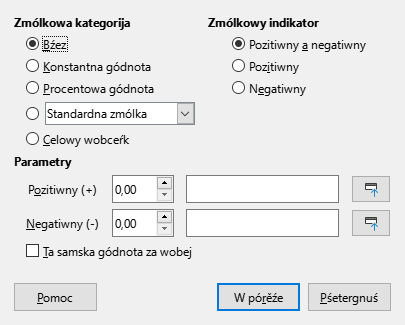 Zmólkowa kategorija
Zmólkowy indikator
Bźez
Pozitiwny a negatiwny
Konstantna gódnota
Pozitiwny
Procentowa gódnota
Negatiwny
Standardna zmólka
Celowy wobceŕk
Parametry
Pozitiwny (+)
0,00
Negatiwny (-)
0,00
Ta samska gódnota za wobej
Pomoc
W pórěźe
Pśetergnuś